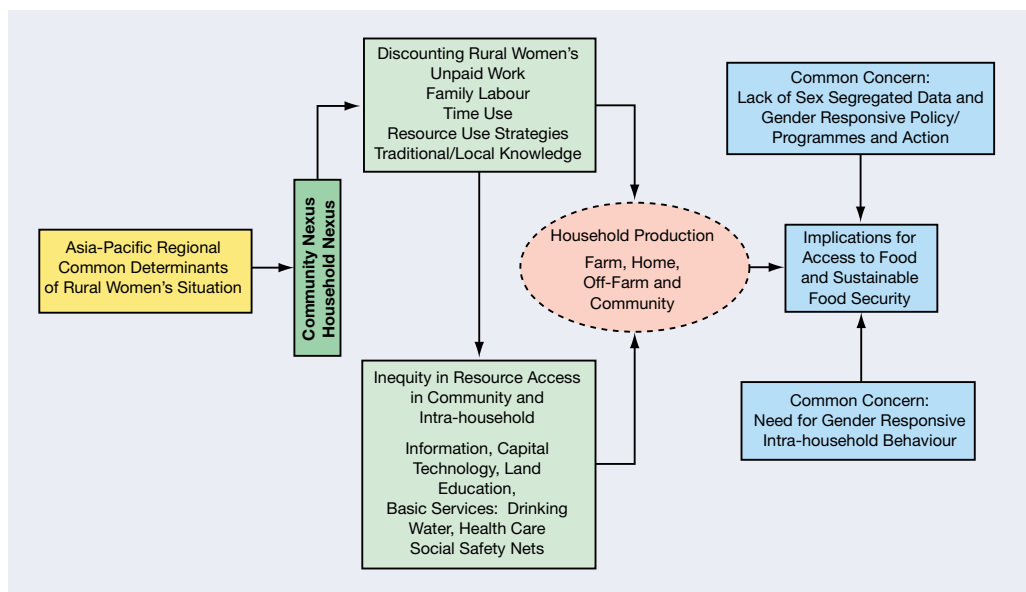 Asia-Pacific Regional
Common Determinants
of Rural Women's Situation
Community Nexus
Household Nexus
Discounting Rural Women's
Unpaid Work
Family Labour
Time Use
Resource Use Strategies
Traditional/Local Knowledge
Inequity in Resource Access
in Community and
Intra-household
Information, Capital
Technology, Land
Education,
Basic Services: Drinking
Water, Health Care
Social Safety Nets
Household Production
Farm, Home,
Off-Farm and
Community
Common Concern:
Lack of Sex Segregated Data and
Gender Responsive Policy/
Programmes and Action
Implications for
Access to Food
and Sustainable
Food Security
Common Concern:
Need for Gender Responsive
Intra-household Behaviour